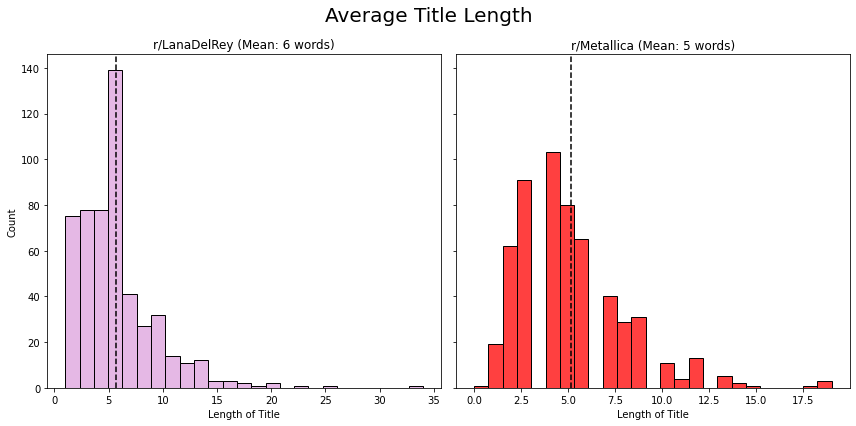 Average Title Length
r/LanaDelRey (Mean: 6 words)
r/Metallica (Mean: 5 words)
Count
140
120
100
80
60
40
20
0
0 5 10 15 20 25 30 35
0.0 2.5 5.0 7.5 10.0 12.5 15.0 17.5
Length of Title
Length of Title